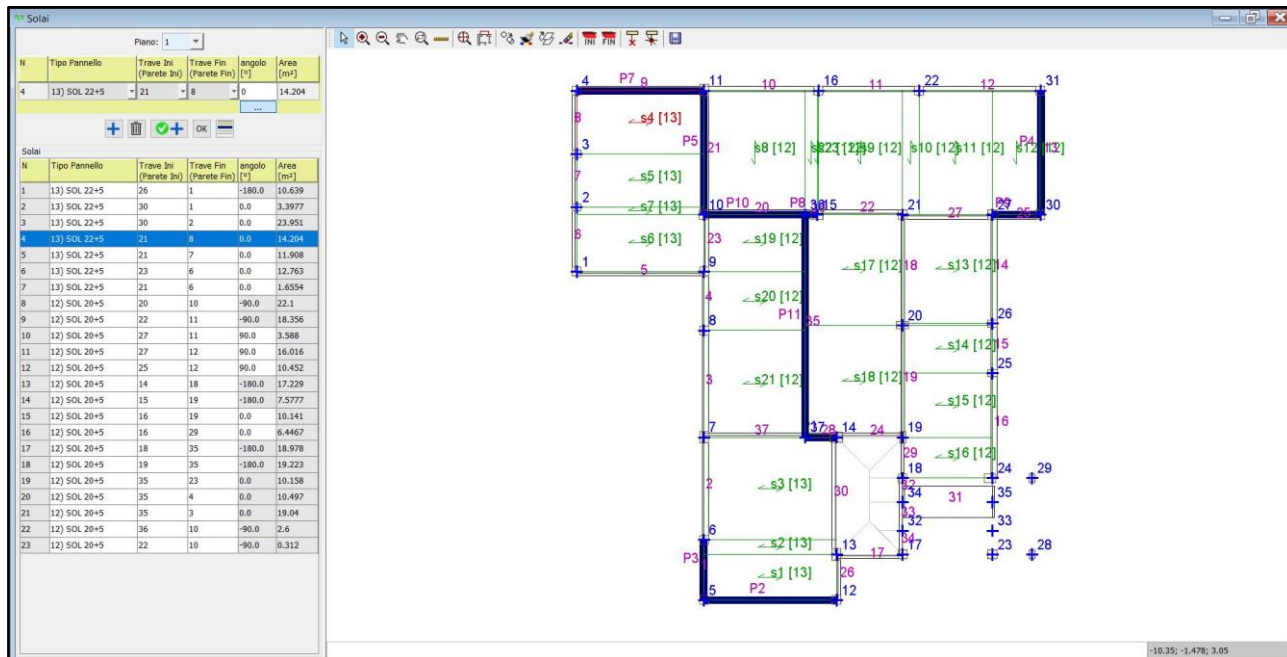 Solai
Piano: 1
N Tipo Pannello Trave Ini (Parete Ini) Trave Fin (Parete Fin) angolo [°] Area [m²]
4 13) SOL 22+5 21 8 0 14.204
...
OK
INI FIN
Solai
N Tipo Pannello Trave Ini (Parete Ini) Trave Fin (Parete Fin) angolo [°] Area [m²]
1 13) SOL 22+5 26 1 -180.0 10.639
2 13) SOL 22+5 30 1 0.0 3.3977
3 13) SOL 22+5 30 2 0.0 23.951
4 13) SOL 22+5 21 8 0.0 14.204
5 13) SOL 22+5 21 7 0.0 11.908
6 13) SOL 22+5 23 6 0.0 12.763
7 13) SOL 22+5 21 6 0.0 1.6554
8 12) SOL 20+5 20 10 -90.0 22.1
9 12) SOL 20+5 22 11 -90.0 18.356
10 12) SOL 20+5 27 11 90.0 3.588
11 12) SOL 20+5 27 12 90.0 16.016
12 12) SOL 20+5 25 12 90.0 10.452
13 12) SOL 20+5 14 18 -180.0 17.229
14 12) SOL 20+5 15 19 -180.0 7.5777
15 12) SOL 20+5 16 19 0.0 10.141
16 12) SOL 20+5 16 29 0.0 6.4467
17 12) SOL 20+5 18 35 -180.0 18.978
18 12) SOL 20+5 19 35 -180.0 19.223
19 12) SOL 20+5 35 23 0.0 10.158
20 12) SOL 20+5 35 4 0.0 10.497
21 12) SOL 20+5 35 3 0.0 19.04
22 12) SOL 20+5 36 10 -90.0 2.6
23 12) SOL 20+5 22 10 -90.0 0.312
4 P7 9 11 10 16 11 22 12 31
8 s4 [13]
3 P5 21 s8 [12] s9 [12] s10 [12] s11 [12] s12 [12] P4 13
7 s5 [13]
2 s7 [13] 10 P10 20 P8 15 22 21 27 25 30
6 s6 [13] 23 s19 [12] s17 [12] 18 s13 [12] 14
1 5 9
4 s20 [12]
8 P11 35 20 26
s14 [12] 15
25
3 s21 [12] s18 [12] 19 s15 [12]
16
7 37 28 14 24 19
29 s16 [12]
18 24 29
2 s3 [13] 30 32
34 31 35
33
6 32 33
s2 [13] 13 17 34 17 23 28
P3 s1 [13] 26
5 P2 12
-10.35; -1.478; 3.05